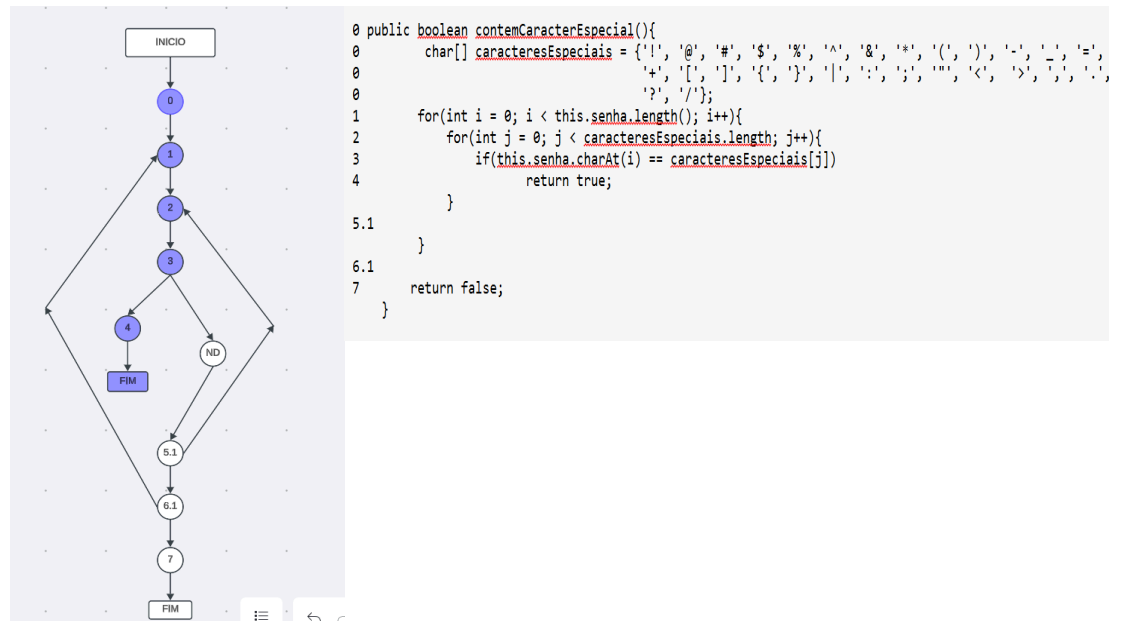 INICIO
0
1
2
3
4
ND
FIM
5.1
6.1
7
FIM
0 public boolean contemCaracterEspecial(){
0 char[] caracteresEspeciais = {'!', '@', '#', '$', '%', '^', '&', '*', '(', ')', '-', '_', '=',
0 '+', '[', ']', '{', '}', '|', ':', ';', '"', '<', '>', ',', '.',
0 '?', '/'};
1 for(int i = 0; i < this.senha.length(); i++){
2 for(int j = 0; j < caracteresEspeciais.length; j++){
3 if(this.senha.charAt(i) == caracteresEspeciais[j])
4 return true;
}
5.1
}
6.1
7 return false;
}